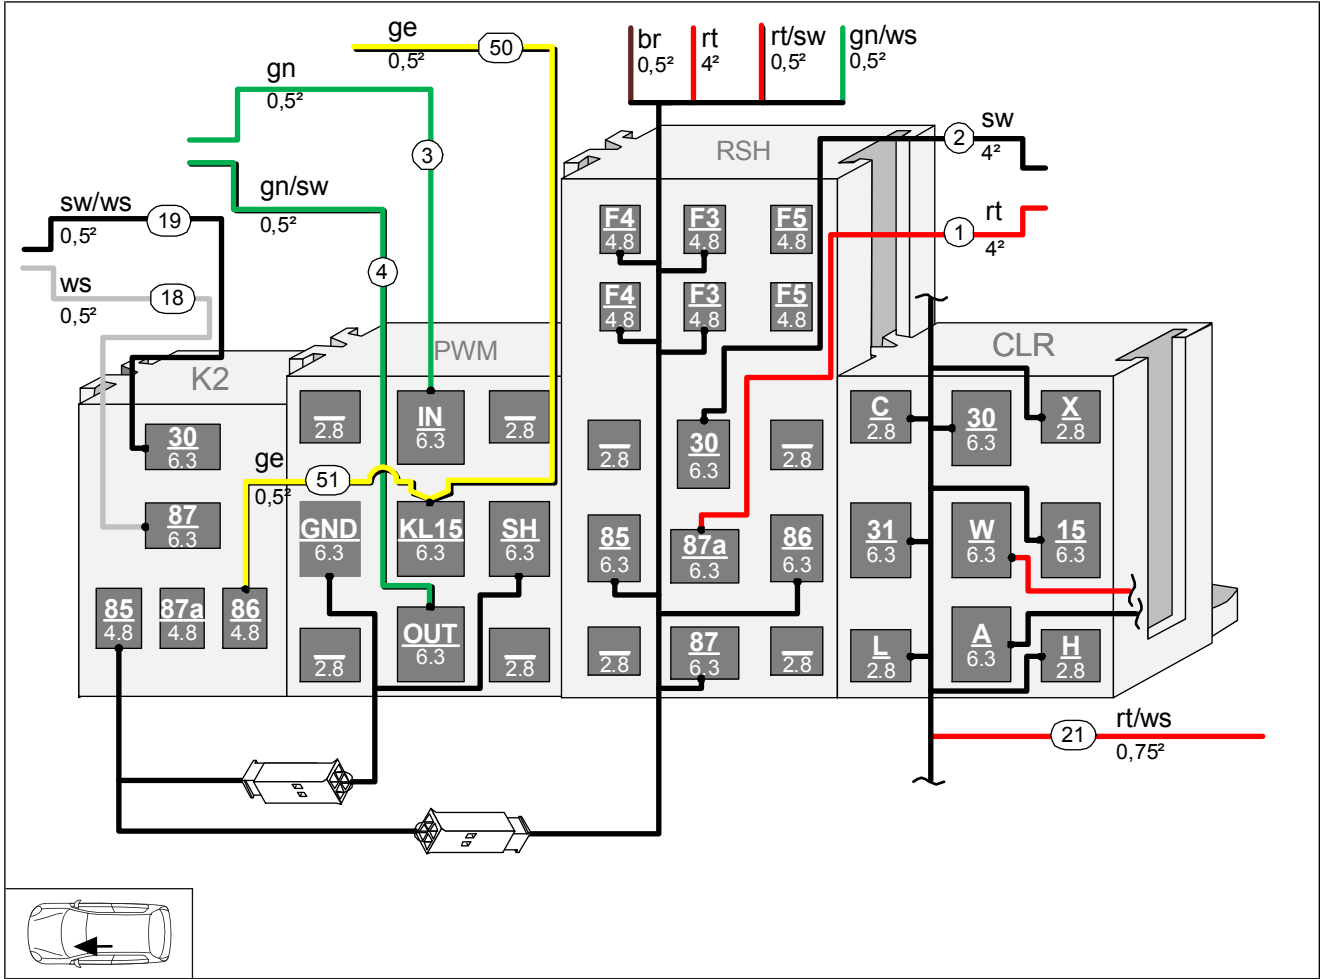 ge
0,5²
50
gn
0,5²
3
gn/sw
0,5²
4
sw/ws
0,5²
19
ws
0,5²
18
br
0,5²
rt
4²
rt/sw
0,5²
gn/ws
0,5²
2
sw
4²
1
rt
4²
K2
30
6.3
87
6.3
85
4.8
87a
4.8
86
4.8
ge
0,5²
51
PWM
2.8
IN
6.3
2.8
GND
6.3
KL15
6.3
SH
6.3
2.8
OUT
6.3
2.8
RSH
F4
4.8
F3
4.8
F5
4.8
F4
4.8
F3
4.8
F5
4.8
2.8
30
6.3
2.8
85
6.3
87a
6.3
86
6.3
2.8
87
6.3
2.8
CLR
C
2.8
30
6.3
X
2.8
31
6.3
W
6.3
15
6.3
L
2.8
A
6.3
H
2.8
21
rt/ws
0,75²